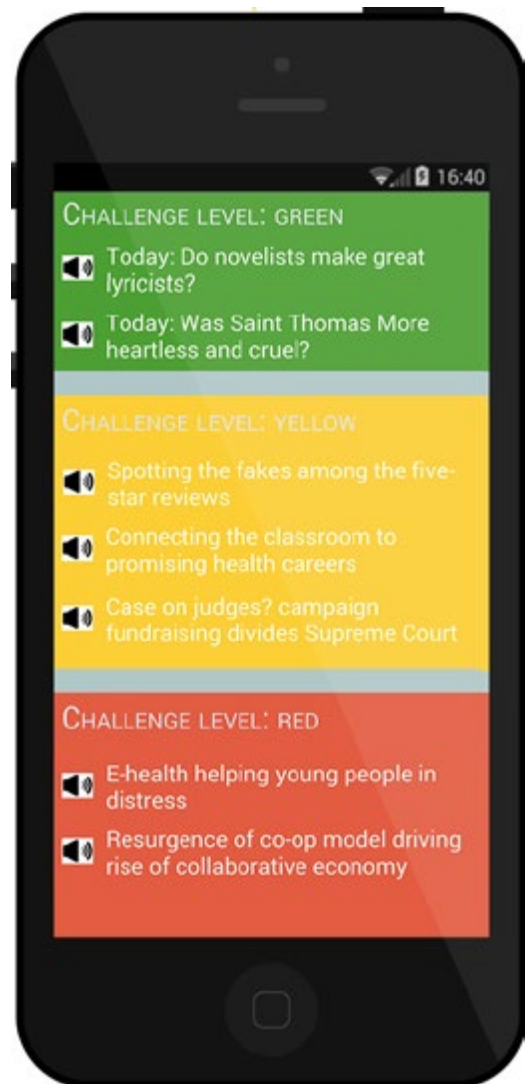 16:40
CHALLENGE LEVEL: GREEN
Today: Do novelists make great
lyricists?
Today: Was Saint Thomas More
heartless and cruel?
CHALLENGE LEVEL: YELLOW
Spotting the fakes among the five-
star reviews
Connecting the classroom to
promising health careers
Case on judges? campaign
fundraising divides Supreme Court
CHALLENGE LEVEL: RED
E-health helping young people in
distress
Resurgence of co-op model driving
rise of collaborative economy